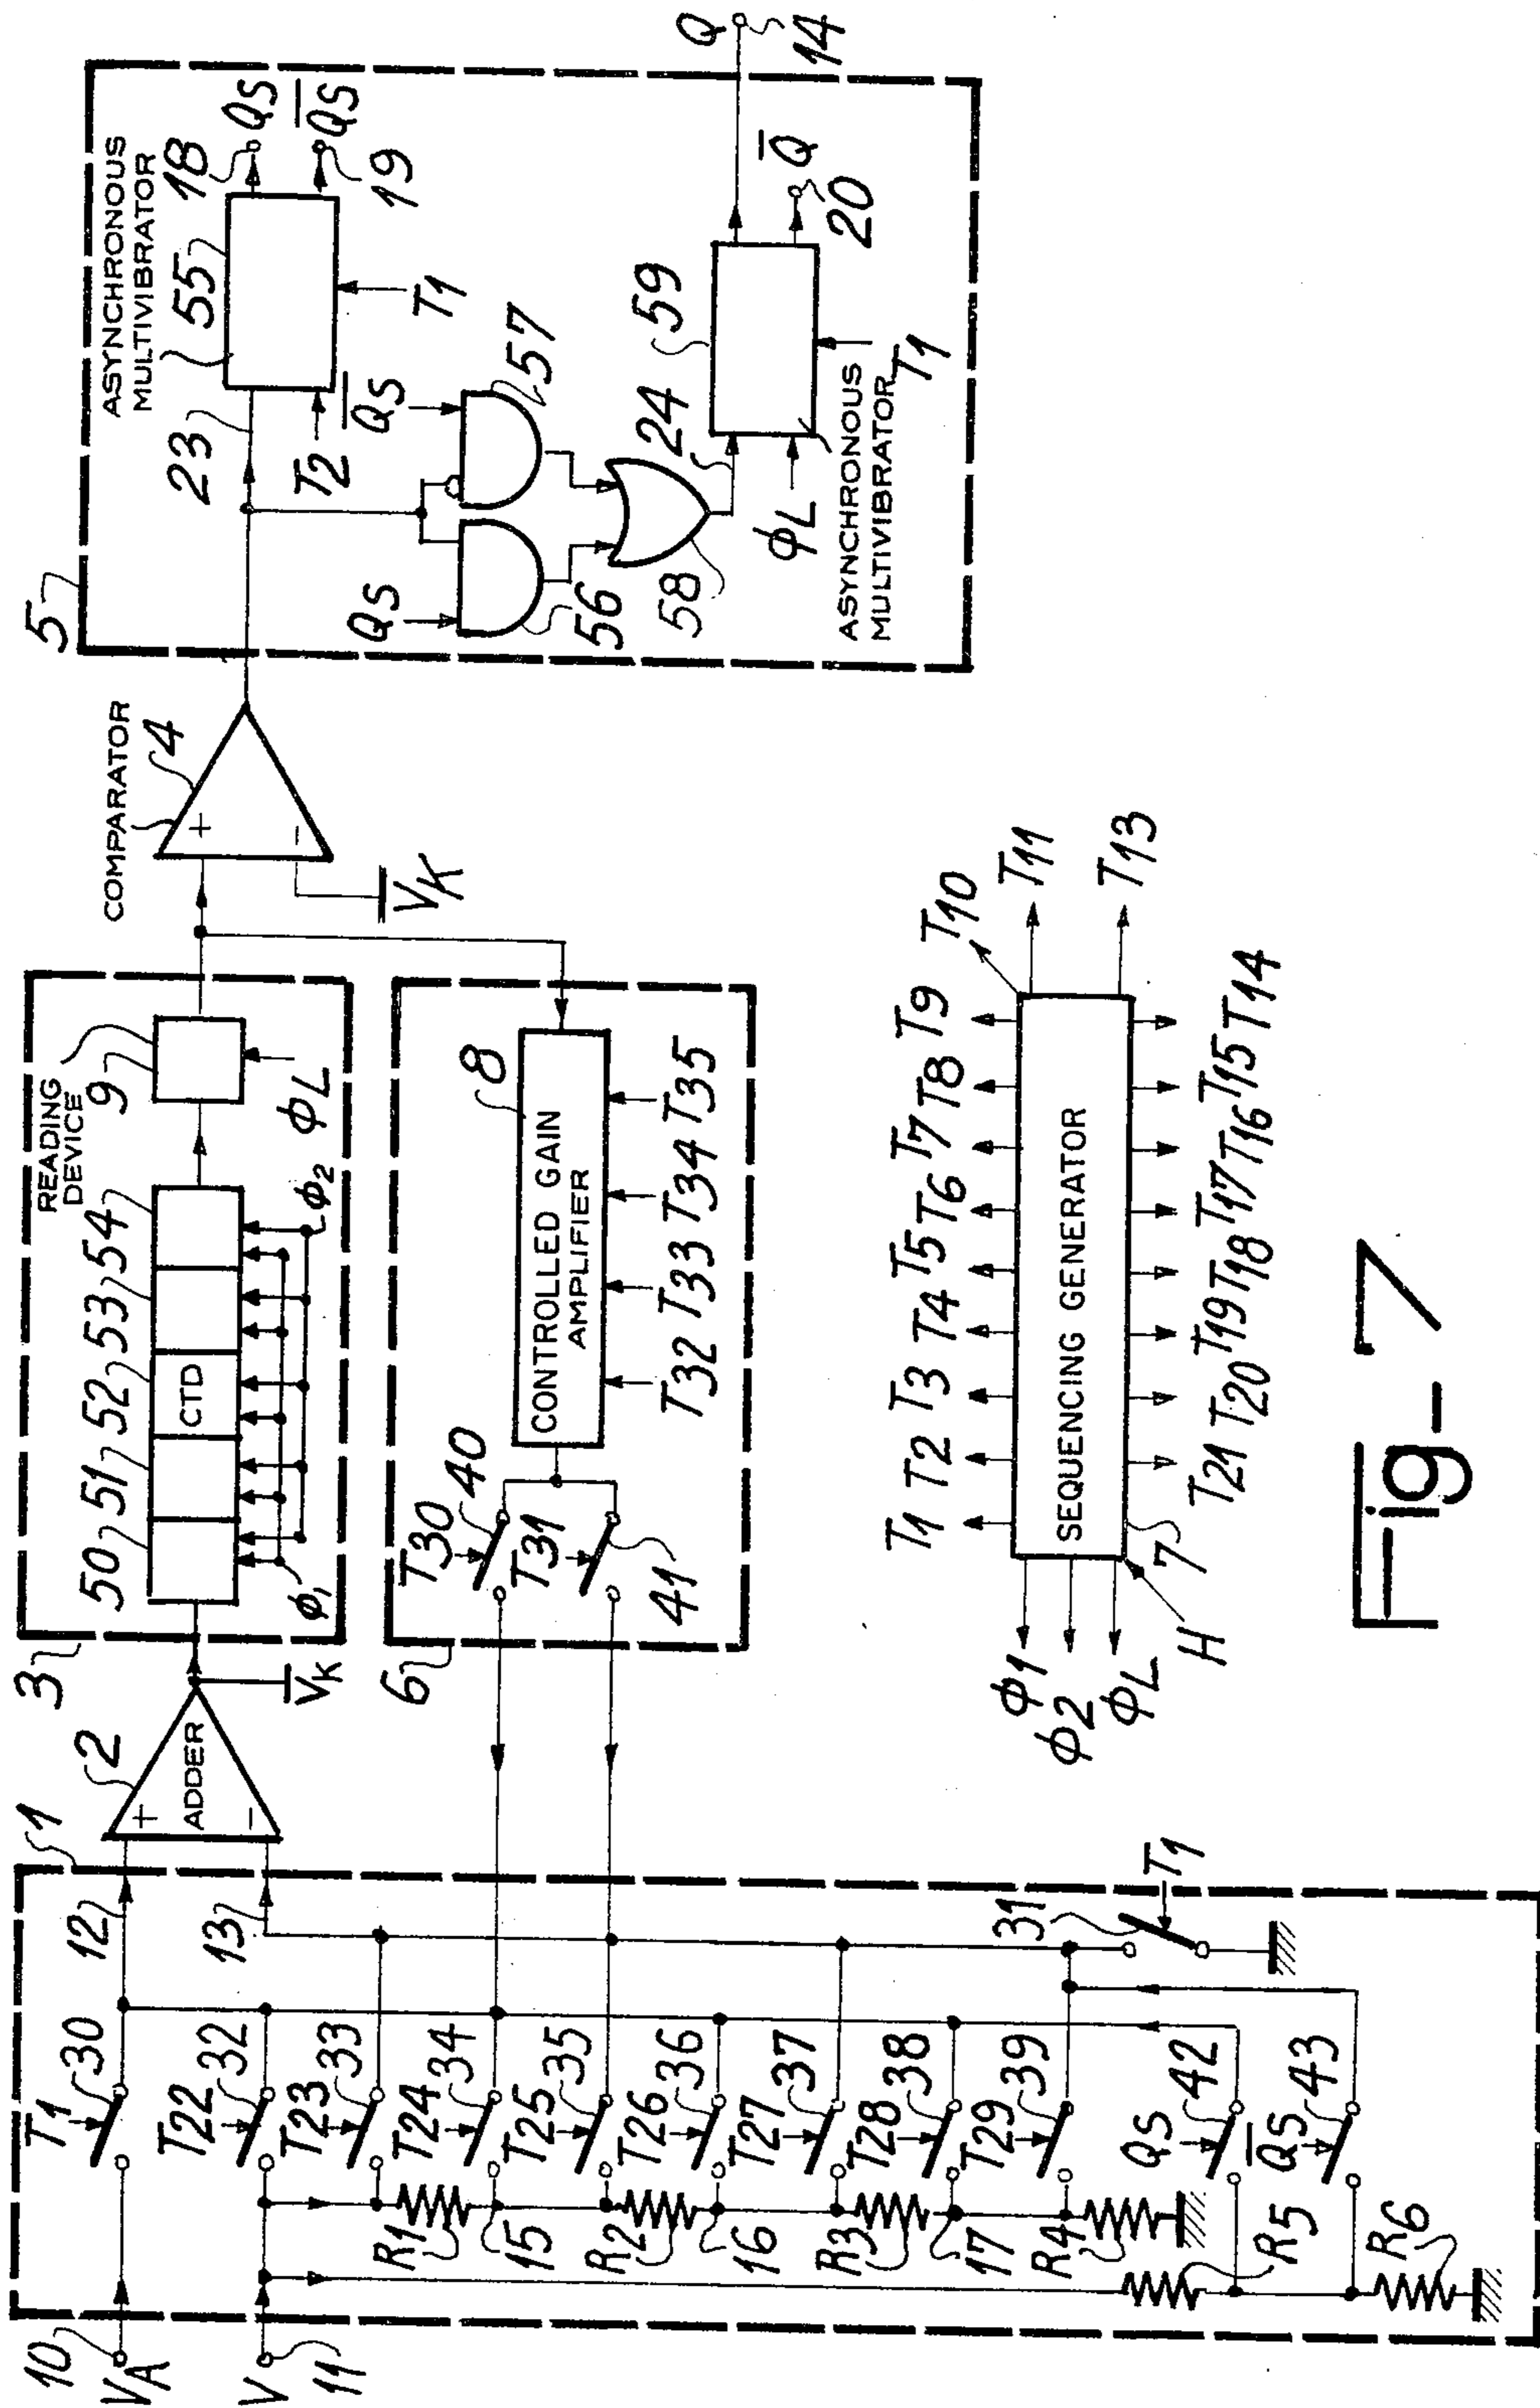 10
VA
V
11
1
T1
30
12
T22
32
13
T23
33
R1
T24
34
15
T25
35
R2
T26
36
16
T27
37
R3
T28
38
17
T29
39
R4
31
T1
QS
42
R5
QS
43
R6
2
+
ADDER
−
VK
3
50
51
52
53
54
CTD
ϕ1
ϕ2
READING
DEVICE
9
ϕL
6
T30
40
T31
41
8
CONTROLLED GAIN
AMPLIFIER
T32
T33
T34
T35
COMPARATOR
4
+
−
VK
5
23
ASYNCHRONOUS
MULTIVIBRATOR
55
18
QS
QS
19
T2
T1
QS
QS
57
56
58
24
59
ϕL
ASYNCHRONOUS
MULTIVIBRATOR
T1
Q
20
Q
14
T1
T2
T3
T4
T5
T6
T7
T8
T9
T10
T11
T13
SEQUENCING GENERATOR
ϕ1
ϕ2
ϕL
H
7
T21
T20
T19
T18
T17
T16
T15
T14
Fig_7